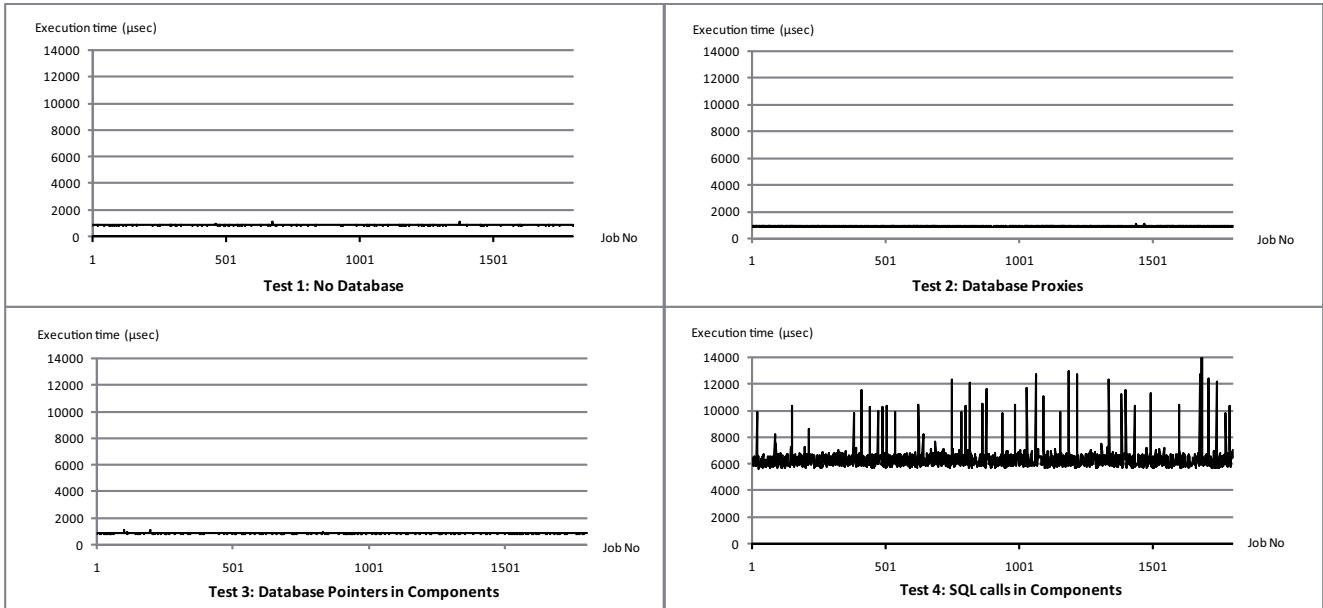 Execution time (µsec)
14000
12000
10000
8000
6000
4000
2000
0
Job No
1 501 1001 1501
Test 1: No Database
Execution time (µsec)
14000
12000
10000
8000
6000
4000
2000
0
Job No
1 501 1001 1501
Test 2: Database Proxies
Execution time (µsec)
14000
12000
10000
8000
6000
4000
2000
0
Job No
1 501 1001 1501
Test 3: Database Pointers in Components
Execution time (µsec)
14000
12000
10000
8000
6000
4000
2000
0
Job No
1 501 1001 1501
Test 4: SQL calls in Components